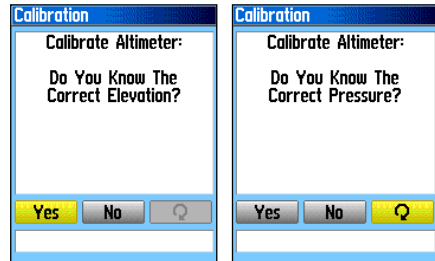 Calibration
Calibrate Altimeter:
Do You Know The
Correct Elevation?
Yes
No
Calibration
Calibrate Altimeter:
Do You Know The
Correct Pressure?
Yes
No